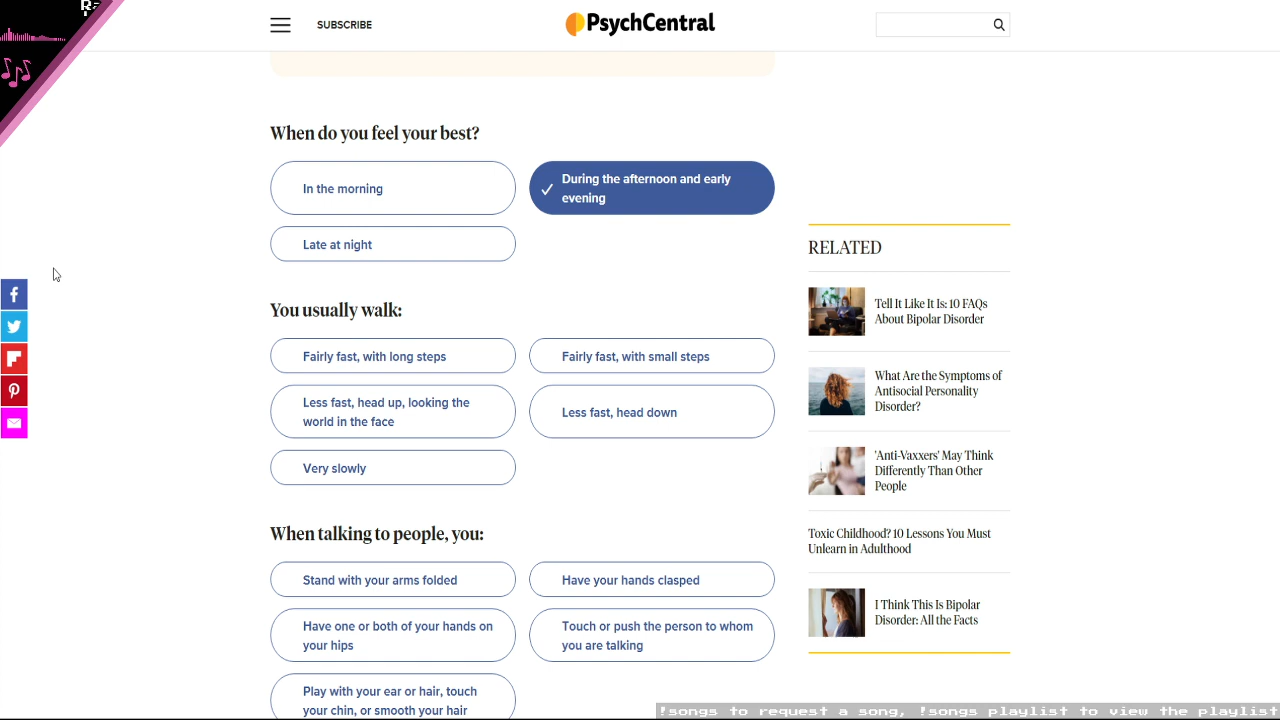 SUBSCRIBE
PsychCentral
When do you feel your best?
In the morning
During the afternoon and early
evening
Late at night
You usually walk:
Fairly fast, with long steps
Fairly fast, with small steps
Less fast, head up, looking the
world in the face
Less fast, head down
Very slowly
When talking to people, you:
Stand with your arms folded
Have your hands clasped
Have one or both of your hands on
your hips
Touch or push the person to whom
you are talking
Play with your ear or hair, touch
your chin, or smooth your hair
RELATED
Tell It Like It Is: 10 FAQs
About Bipolar Disorder
What Are the Symptoms of
Antisocial Personality
Disorder?
'Anti-Vaxxers' May Think
Differently Than Other
People
Toxic Childhood? 10 Lessons You Must
Unlearn in Adulthood
I Think This Is Bipolar
Disorder: All the Facts
!songs to request a song, !songs playlist to view the playlist